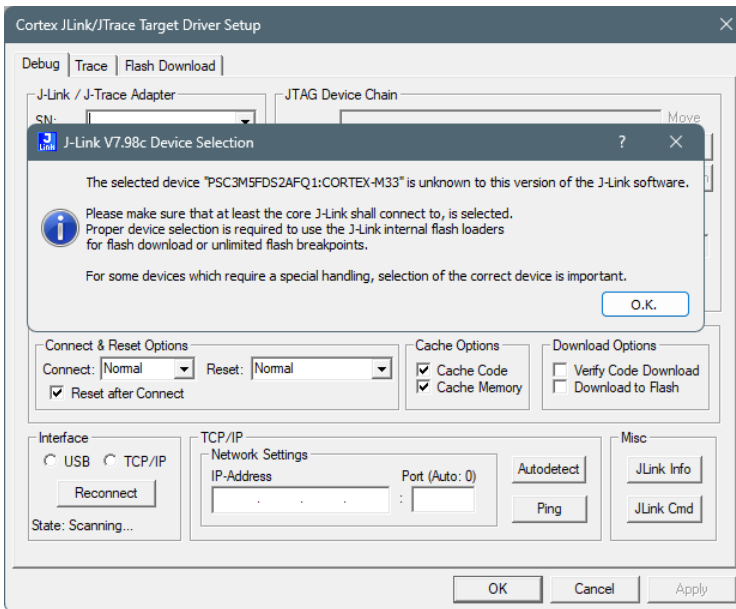 Cortex JLink/JTrace Target Driver Setup
Debug Trace Flash Download
J-Link / J-Trace Adapter
SN:
JTAG Device Chain
Move
J-Link V7.98c Device Selection
The selected device "PSC3M5FDS2AFQ1:CORTEX-M33" is unknown to this version of the J-Link software.
Please make sure that at least the core J-Link shall connect to, is selected.
Proper device selection is required to use the J-Link internal flash loaders
for flash download or unlimited flash breakpoints.
For some devices which require a special handling, selection of the correct device is important.
O.K.
Connect & Reset Options
Connect: Normal Reset: Normal
Reset after Connect
Cache Options
Cache Code
Cache Memory
Download Options
Verify Code Download
Download to Flash
Interface
USB TCP/IP
Reconnect
State: Scanning...
TCP/IP
Network Settings
IP-Address Port (Auto: 0)
. . . :
Autodetect
Ping
Misc
JLink Info
JLink Cmd
OK Cancel Apply